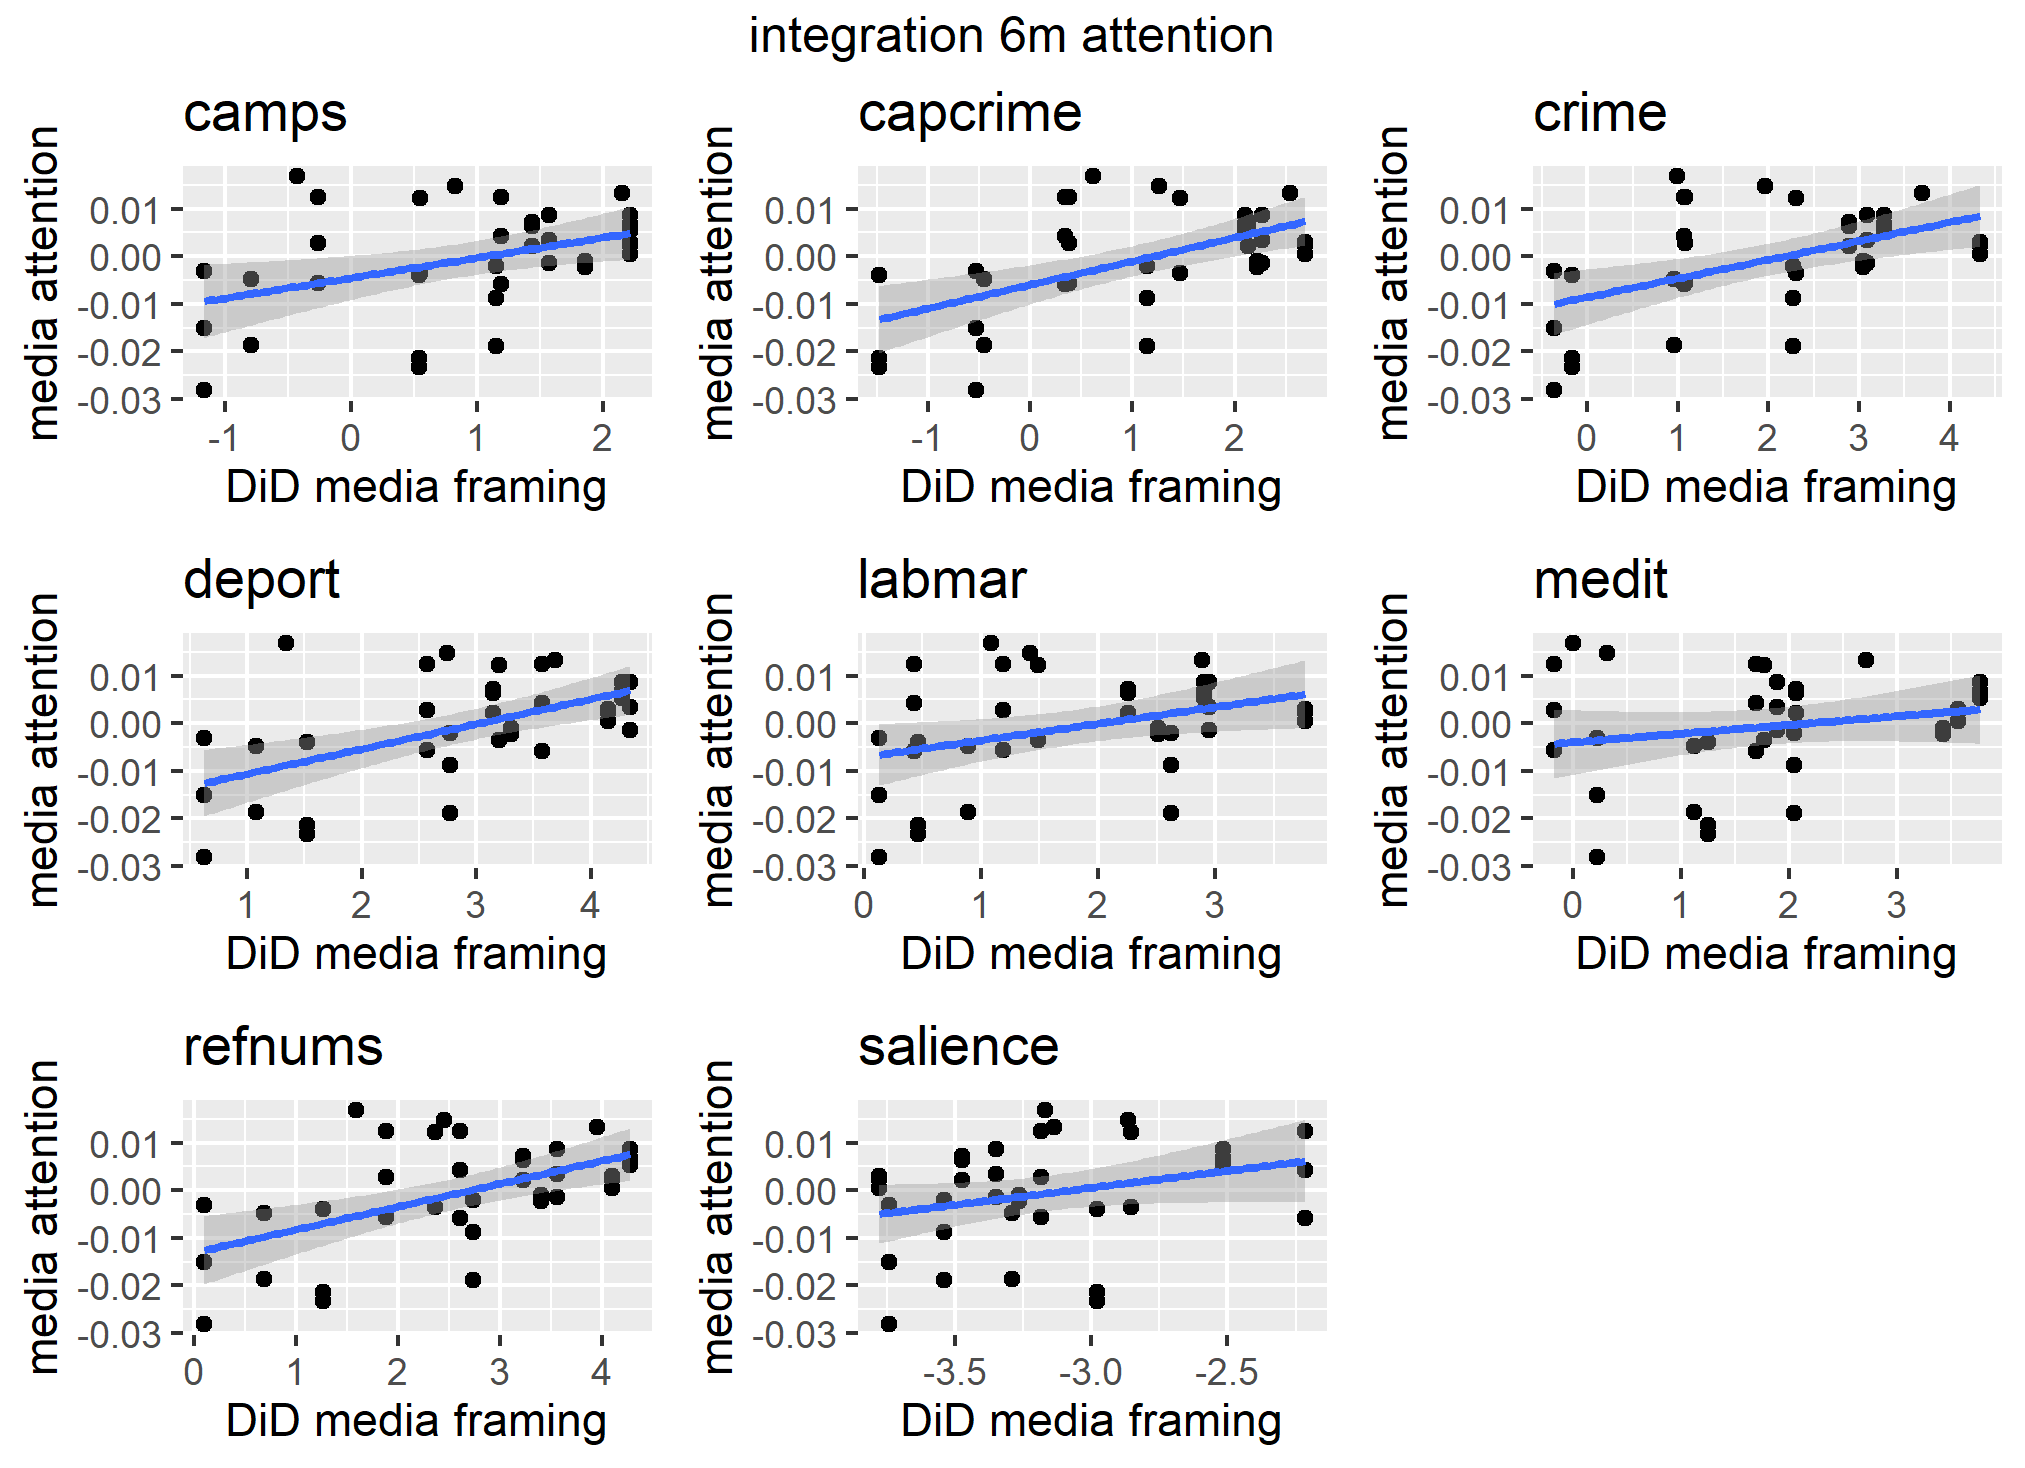 integration 6m attention
camps
capcrime
crime
media attention
0.01
0.00
-0.01
-0.02
-0.03
-1 0 1 2
DiD media framing
media attention
0.01
0.00
-0.01
-0.02
-0.03
-1 0 1 2
DiD media framing
media attention
0.01
0.00
-0.01
-0.02
-0.03
0 1 2 3 4
DiD media framing
deport
labmar
medit
media attention
0.01
0.00
-0.01
-0.02
-0.03
1 2 3 4
DiD media framing
media attention
0.01
0.00
-0.01
-0.02
-0.03
0 1 2 3
DiD media framing
media attention
0.01
0.00
-0.01
-0.02
-0.03
0 1 2 3
DiD media framing
refnums
salience
media attention
0.01
0.00
-0.01
-0.02
-0.03
0 1 2 3 4
DiD media framing
media attention
0.01
0.00
-0.01
-0.02
-0.03
-3.5 -3.0 -2.5
DiD media framing